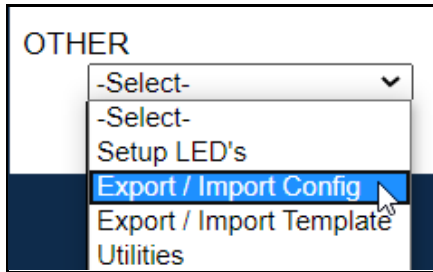 OTHER
-Select-
-Select-
Setup LED's
Export / Import Config
Export / Import Template
Utilities